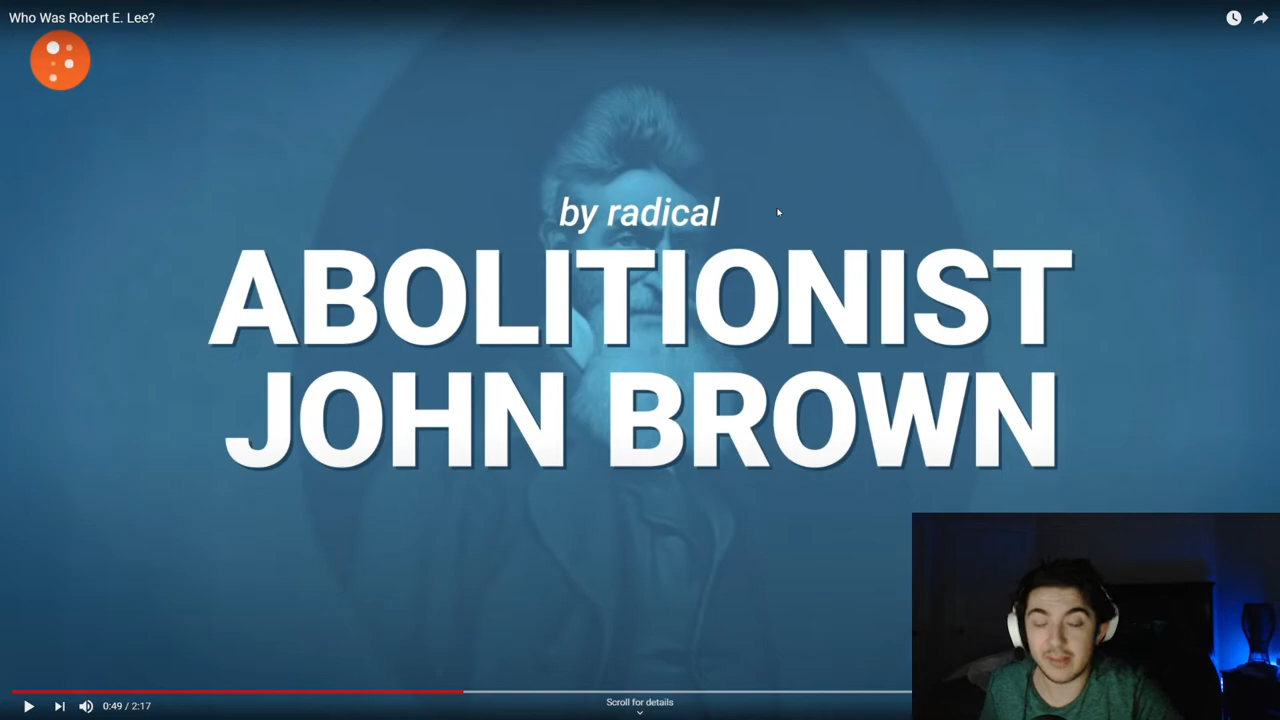 Who Was Robert E. Lee?
by radical
ABOLITIONIST
JOHN BROWN
0:49 / 2:17
Scroll for details